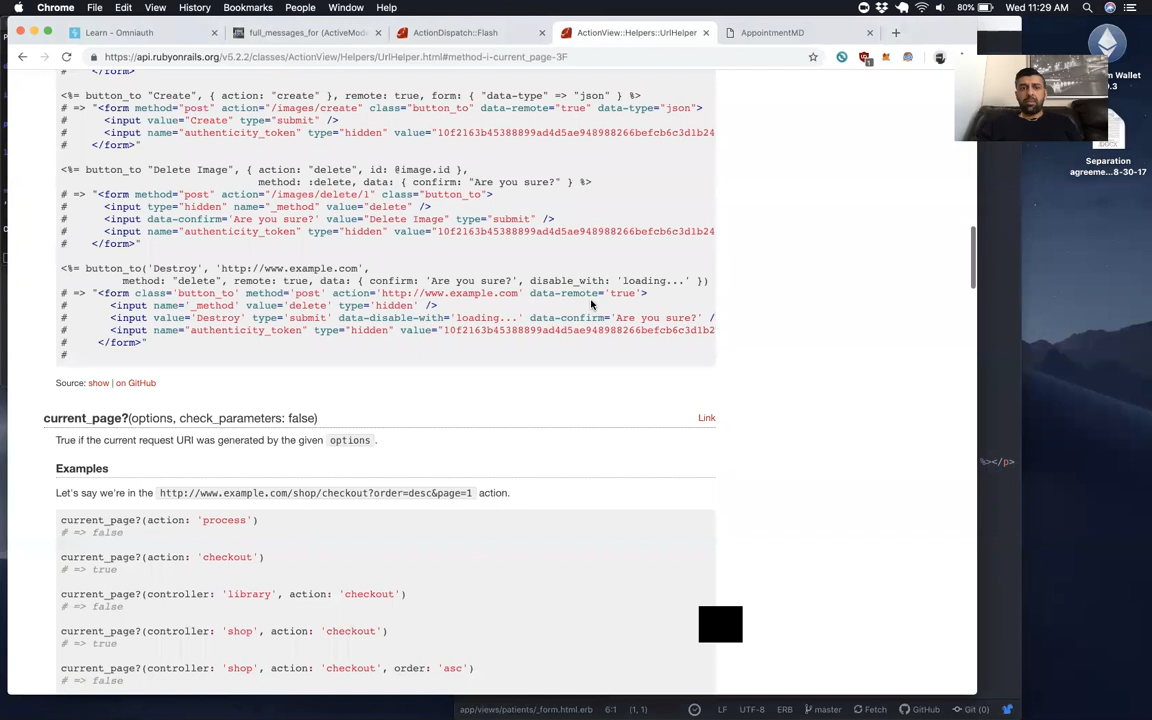 Chrome File Edit View History Bookmarks People Window Help 80% Wed 11:29 AM
Learn - Omniauth full_messages_for (ActiveMode ActionDispatch::Flash ActionView::Helpers::UrlHelper AppointmentMD
https://api.rubyonrails.org/v5.2.2/classes/ActionView/Helpers/UrlHelper.html#method-i-current_page-3F
# </form>"
<%= button_to "Create", { action: "create" }, remote: true, form: { "data-type" => "json" } %>
# => "<form method="post" action="/images/create" class="button_to" data-remote="true" data-type="json">
# <input value="Create" type="submit" />
# <input name="authenticity_token" type="hidden" value="10f2163b45388899ad4d5ae948988266befcb6c3d1b24
# </form>"
<%= button_to "Delete Image", { action: "delete", id: @image.id },
method: :delete, data: { confirm: "Are you sure?" } %>
# => "<form method="post" action="/images/delete/1" class="button_to">
# <input type="hidden" name="_method" value="delete" />
# <input data-confirm='Are you sure?' value="Delete Image" type="submit" />
# <input name="authenticity_token" type="hidden" value="10f2163b45388899ad4d5ae948988266befcb6c3d1b24
# </form>"
<%= button_to('Destroy', 'http://www.example.com',
method: "delete", remote: true, data: { confirm: 'Are you sure?', disable_with: 'loading...' })
# => "<form class='button_to' method='post' action='http://www.example.com' data-remote='true'>
# <input name='_method' value='delete' type='hidden' />
# <input value='Destroy' type='submit' data-disable-with='loading...' data-confirm='Are you sure?' /
# <input name="authenticity_token" type="hidden" value="10f2163b45388899ad4d5ae948988266befcb6c3d1b2
# </form>"
#
Source: show | on GitHub
current_page?(options, check_parameters: false) Link
True if the current request URI was generated by the given options.
Examples
Let's say we're in the http://www.example.com/shop/checkout?order=desc&page=1 action.
current_page?(action: 'process')
# => false
current_page?(action: 'checkout')
# => true
current_page?(controller: 'library', action: 'checkout')
# => false
current_page?(controller: 'shop', action: 'checkout')
# => true
current_page?(controller: 'shop', action: 'checkout', order: 'asc')
# => false
Wallet
0.3
DOCX
Separation
agreeme...8-30-17
%></p>
app/views/patients/_form.html.erb 6:1 (1, 1) LF UTF-8 ERB master Fetch GitHub Git (0)